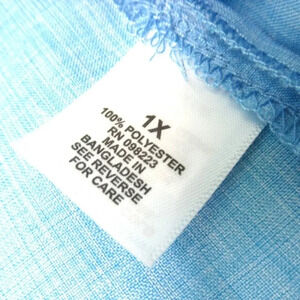 1X
100% POLYESTER
RN 098223
MADE IN
BANGLADESH
SEE REVERSE
FOR CARE